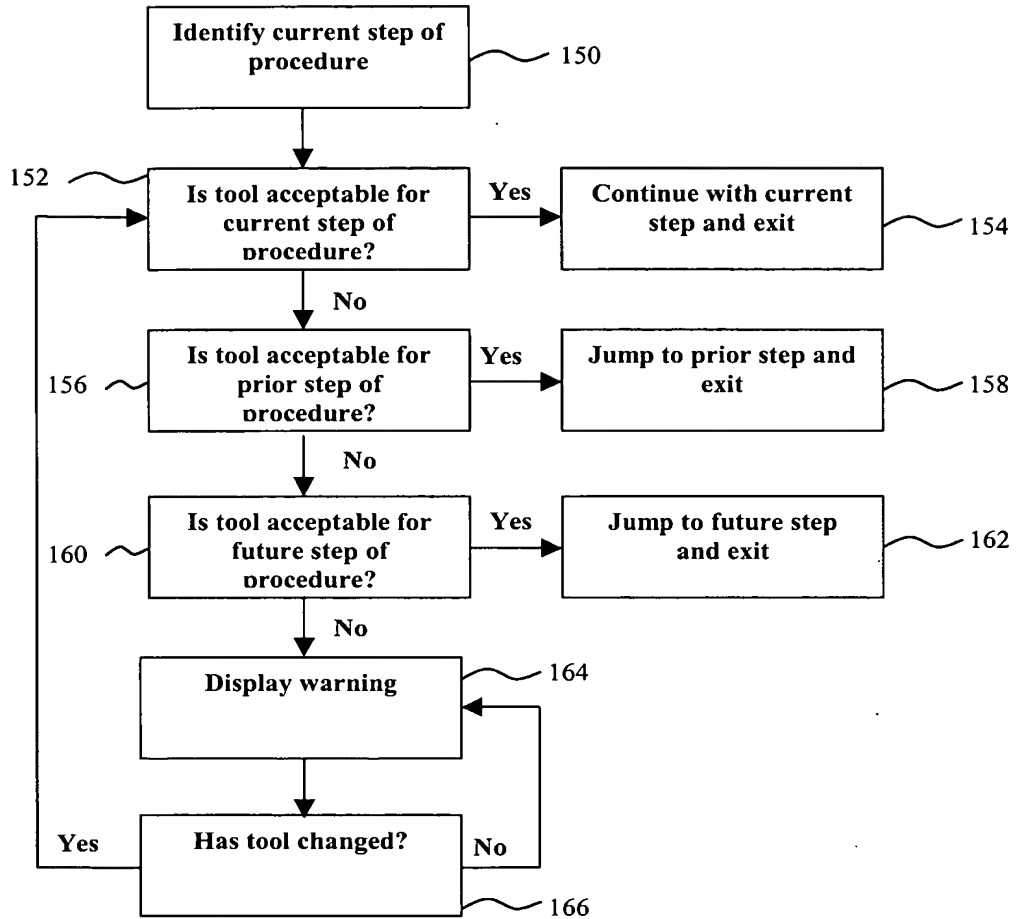 Identify current step of
procedure
150
152
Is tool acceptable for
current step of
procedure?
Yes
Continue with current
step and exit
154
No
156
Is tool acceptable for
prior step of
procedure?
Yes
Jump to prior step and
exit
158
No
160
Is tool acceptable for
future step of
procedure?
Yes
Jump to future step
and exit
162
No
Display warning
164
Yes
Has tool changed?
No
166